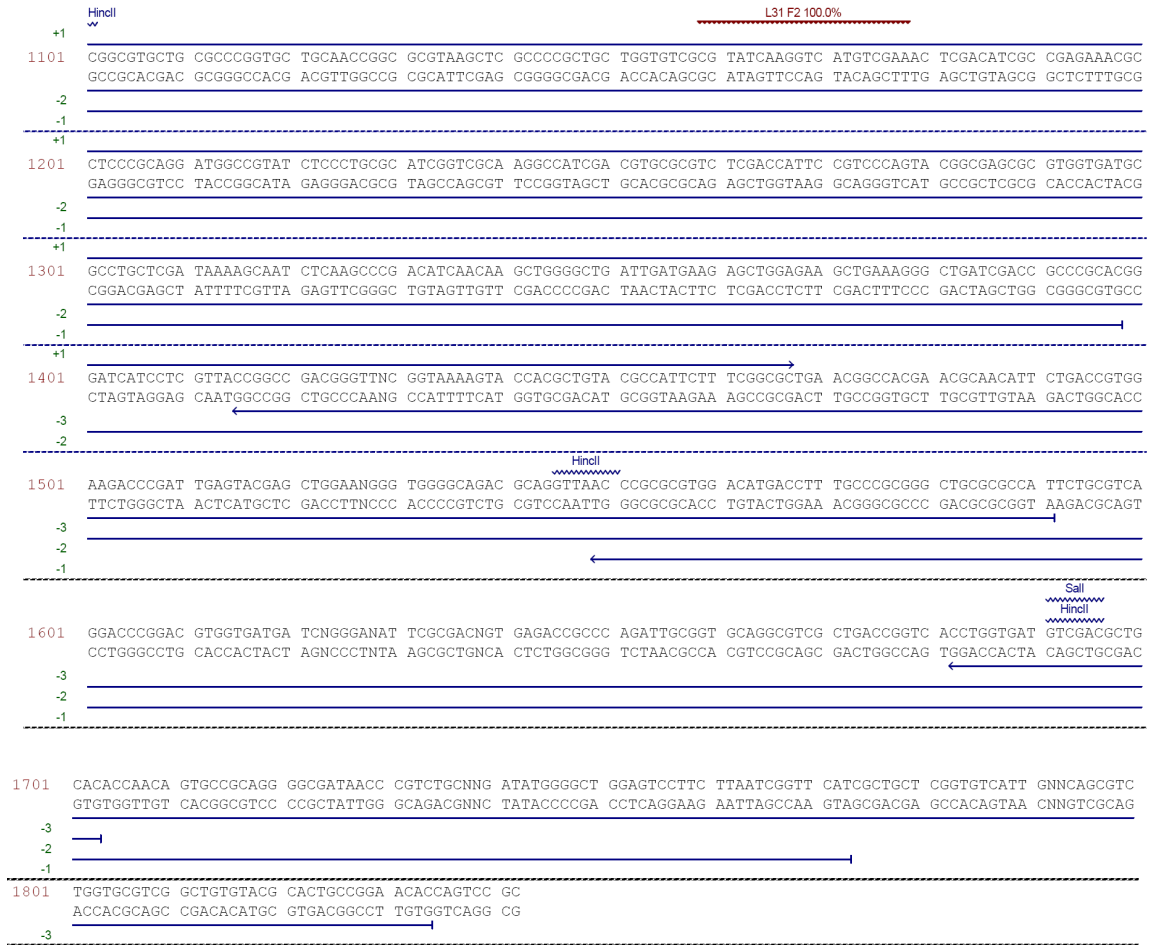 HincII
L31 F2 100.0%
+1
1101 CGGCGTGCTG CGCCCGGTGC TGCAACCGGC GCGTAAGCTC GCCCCGCTGC TGGTGTCGCG TATCAAGGTC ATGTCGAAAC TCGACATCGC CGAGAAACGC
GCCGCACGAC GCGGGCCACG ACGTTGGCCG CGCATTCGAG CGGGGCGACG ACCACAGCGC ATAGTTCCAG TACAGCTTTG AGCTGTAGCG GCTCTTTGCG
-2
-1
+1
1201 CTCCCGCAGG ATGGCCGTAT CTCCCTGCGC ATCGGTCGCA AGGCCATCGA CGTGCGCGTC TCGACCATTC CGTCCCAGTA CGGCGAGCGC GTGGTGATGC
GAGGGCGTCC TACCGGCATA GAGGGACGCG TAGCCAGCGT TCCGGTAGCT GCACGCGCAG AGCTGGTAAG GCAGGGTCAT GCCGCTCGCG CACCACTACG
-2
-1
+1
1301 GCCTGCTCGA TAAAAGCAAT CTCAAGCCCG ACATCAACAA GCTGGGGCTG ATTGATGAAG AGCTGGAGAA GCTGAAAGGG CTGATCGACC GCCCGCACGG
CGGACGAGCT ATTTTCGTTA GAGTTCGGGC TGTAGTTGTT CGACCCCGAC TAACTACTTC TCGACCTCTT CGACTTTCCC GACTAGCTGG CGGGCGTGCC
-2
-1
+1
1401 GATCATCCTC GTTACCGGCC GACGGGTTNC GGTAAAAGTA CCACGCTGTA CGCCATTCTT TCGGCGCTGA ACGGCCACGA ACGCAACATT CTGACCGTGG
CTAGTAGGAG CAATGGCCGG CTGCCCAANG CCATTTTCAT GGTGCGACAT GCGGTAAGAA AGCCGCGACT TGCCGGTGCT TGCGTTGTAA GACTGGCACC
-3
-2
HincII
1501 AAGACCCGAT TGAGTACGAG CTGGAANGGG TGGGGCAGAC GCAGGTTAAC CCGCGCGTGG ACATGACCTT TGCCCGCGGG CTGCGCGCCA TTCTGCGTCA
TTCTGGGCTA ACTCATGCTC GACCTTNCCC ACCCCGTCTG CGTCCAATTG GGCGCGCACC TGTACTGGAA ACGGGCGCCC GACGCGCGGT AAGACGCAGT
-3
-2
-1
SalI
HincII
1601 GGACCCGGAC GTGGTGATGA TCNGGGANAT TCGCGACNGT GAGACCGCCC AGATTGCGGT GCAGGCGTCG CTGACCGGTC ACCTGGTGAT GTCGACGCTG
CCTGGGCCTG CACCACTACT AGNCCCTNTA AGCGCTGNCA CTCTGGCGGG TCTAACGCCA CGTCCGCAGC GACTGGCCAG TGGACCACTA CAGCTGCGAC
-3
-2
-1
1701 CACACCAACA GTGCCGCAGG GGCGATAACC CGTCTGCNNG ATATGGGGCT GGAGTCCTTC TTAATCGGTT CATCGCTGCT CGGTGTCATT GNNCAGCGTC
GTGTGGTTGT CACGGCGTCC CCGCTATTGG GCAGACGNNC TATACCCCGA CCTCAGGAAG AATTAGCCAA GTAGCGACGA GCCACAGTAA CNNGTCGCAG
-3
-2
-1
1801 TGGTGCGTCG GCTGTGTACG CACTGCCGGA ACACCAGTCC GC
ACCACGCAGC CGACACATGC GTGACGGCCT TGTGGTCAGG CG
-3